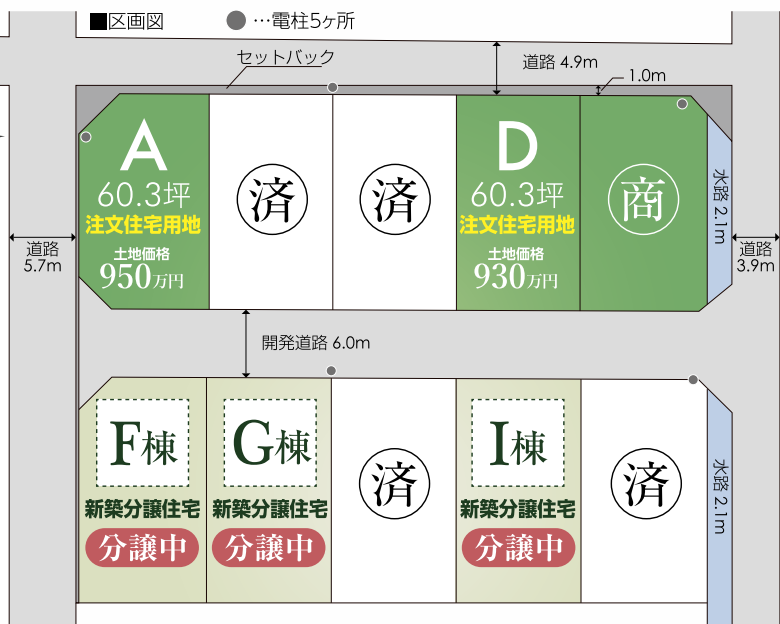 ■区画図
●…電柱5ヶ所
セットバック
道路 4.9m
1.0m
A
60.3坪
注文住宅用地
土地価格
950万円
済
済
D
60.3坪
注文住宅用地
土地価格
930万円
商
水路 2.1m
道路
5.7m
道路
3.9m
開発道路 6.0m
F棟
新築分譲住宅
分譲中
G棟
新築分譲住宅
分譲中
済
I棟
新築分譲住宅
分譲中
済
水路 2.1m